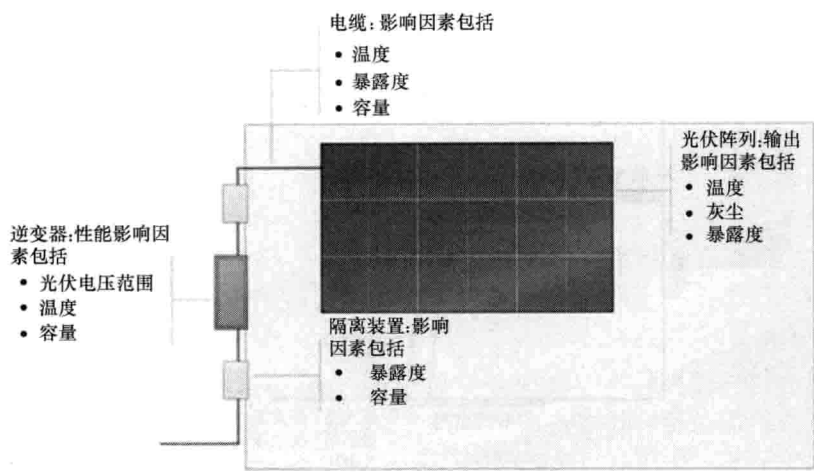 电缆: 影响因素包括
• 温度
• 暴露度
• 容量
光伏阵列:输出
影响因素包括
• 温度
• 灰尘
• 暴露度
逆变器:性能影响因
素包括
• 光伏电压范围
• 温度
• 容量
隔离装置:影响
因素包括
• 暴露度
• 容量